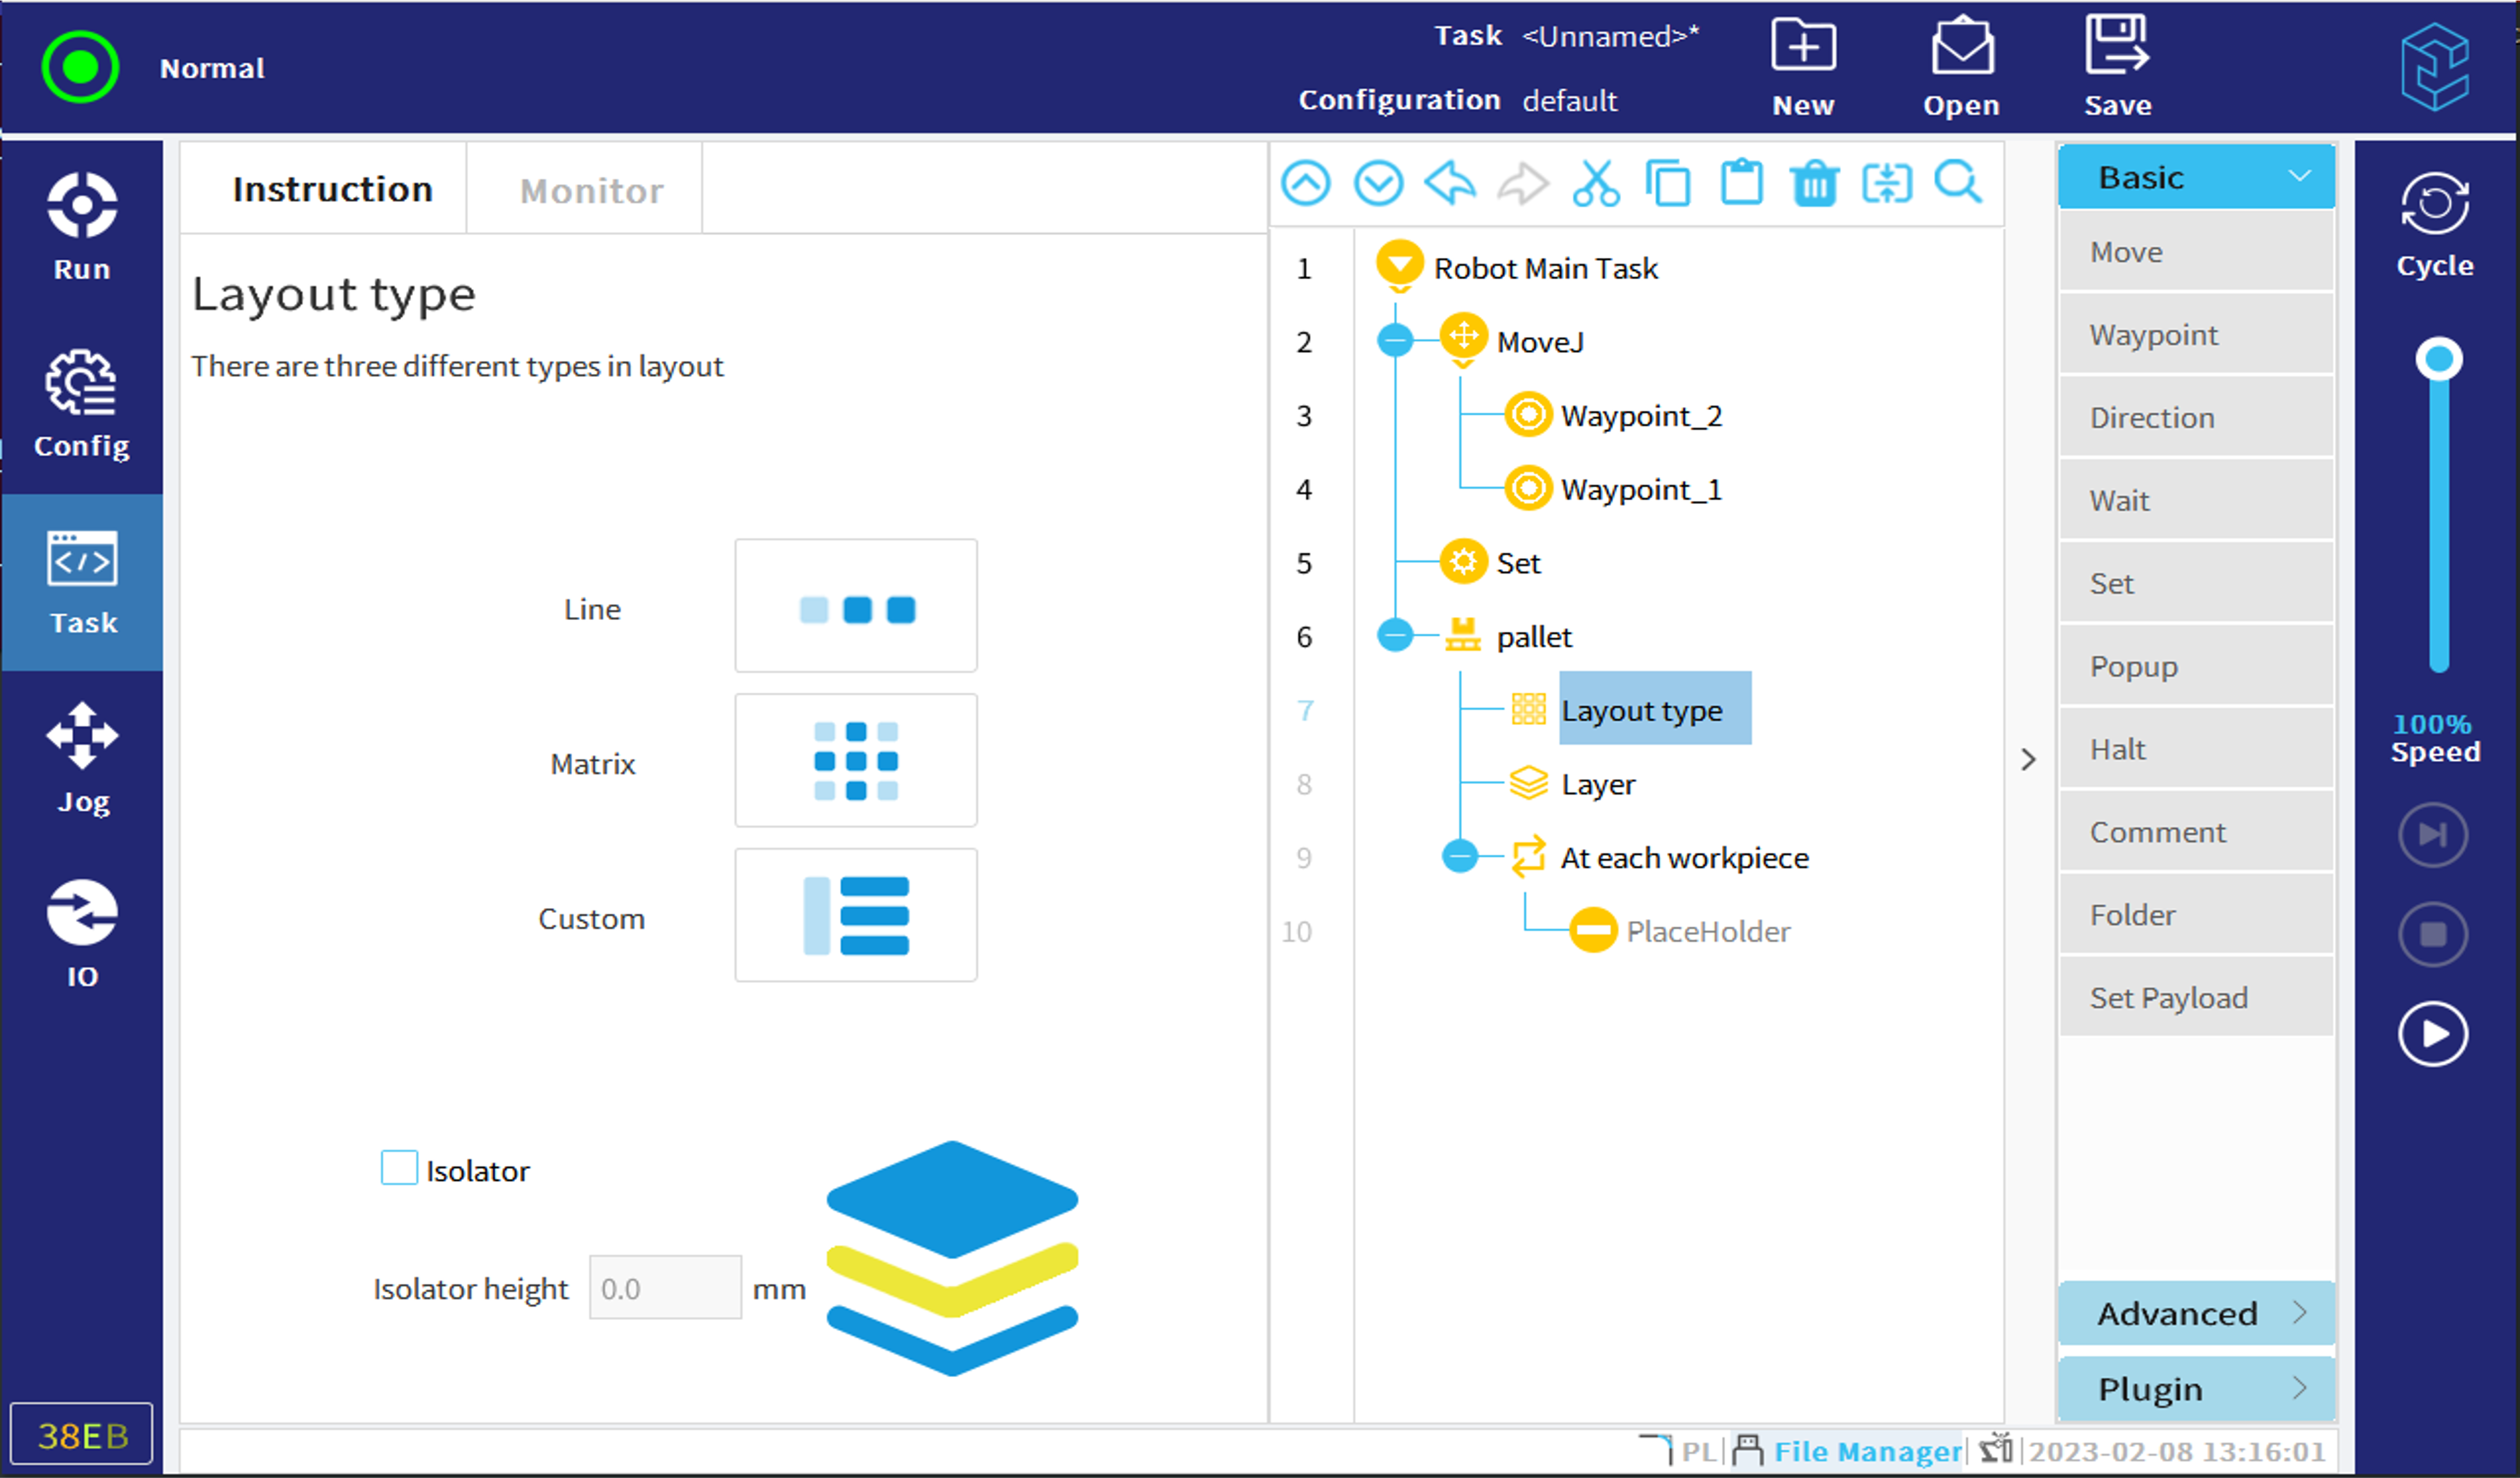 Normal
Task <Unnamed>*
Configuration default
New
Open
Save
Run
Config
Task
Jog
IO
38EB
Instruction
Monitor
Layout type
There are three different types in layout
Line
Matrix
Custom
Isolator
Isolator height 0.0 mm
1 Robot Main Task
2 MoveJ
3 Waypoint_2
4 Waypoint_1
5 Set
6 pallet
7 Layout type
8 Layer
9 At each workpiece
10 PlaceHolder
Basic
Move
Waypoint
Direction
Wait
Set
Popup
Halt
Comment
Folder
Set Payload
Advanced
Plugin
Cycle
100%
Speed
PL| File Manager| |2023-02-08 13:16:01